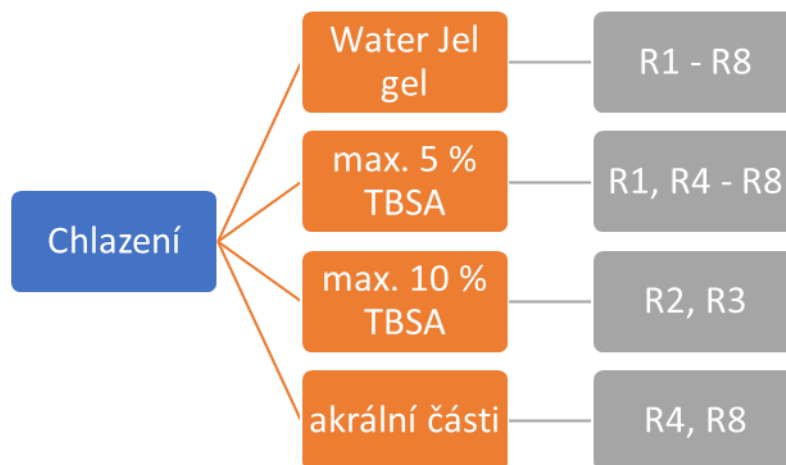 Water Jel
gel
R1 - R8
max. 5 %
TBSA
R1, R4 - R8
Chlazení
max. 10 %
TBSA
R2, R3
akrální části
R4, R8